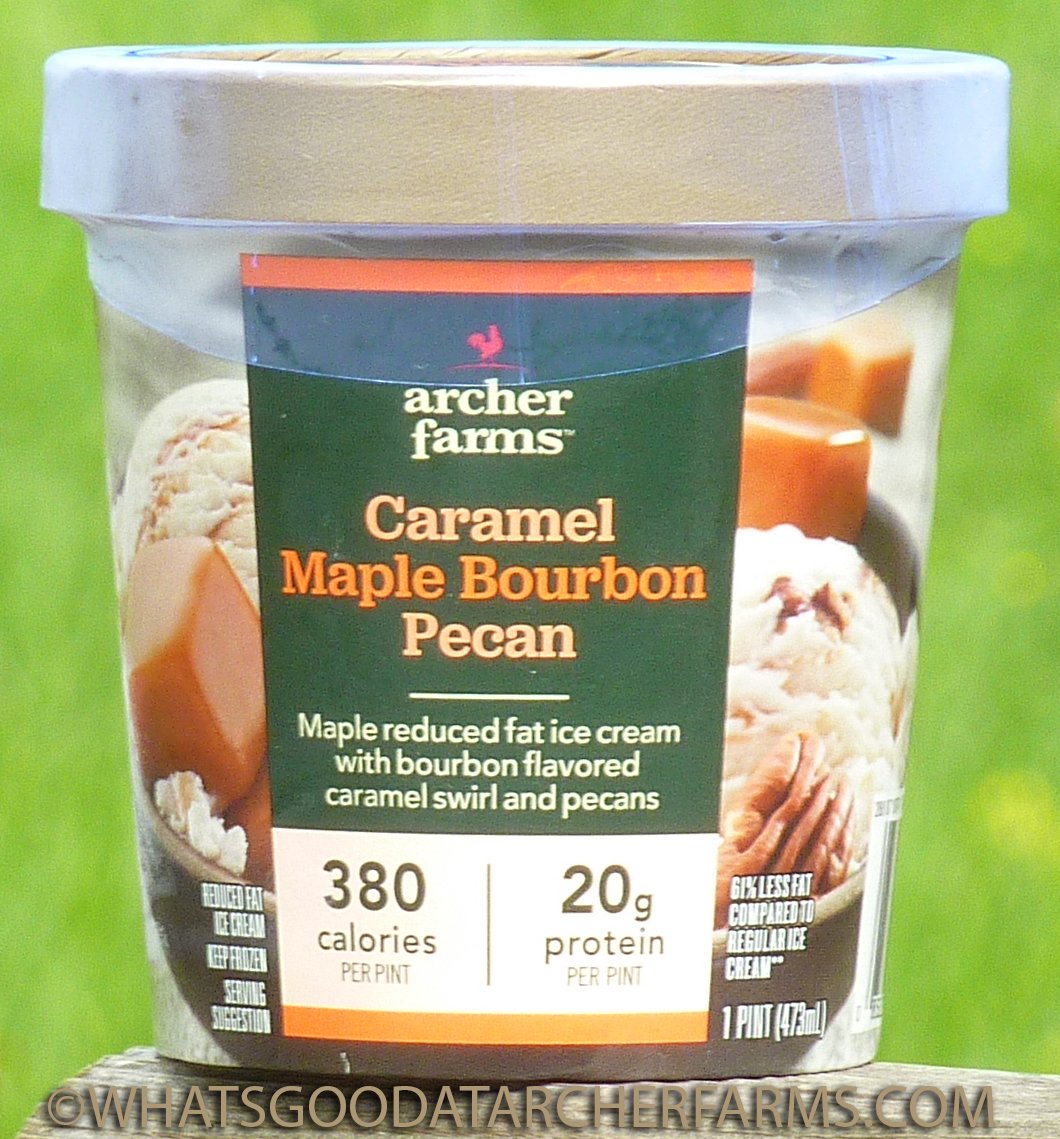 archer
farms™
Caramel
Maple Bourbon
Pecan
Maple reduced fat ice cream
with bourbon flavored
caramel swirl and pecans
380
calories
PER PINT
20g
protein
PER PINT
REDUCED FAT
ICE CREAM
KEEP FROZEN
SERVING
SUGGESTION
61% LESS FAT
COMPARED TO
REGULAR ICE
CREAM**
1 PINT (473mL)
©WHATSGOODATARCHERFARMS.COM